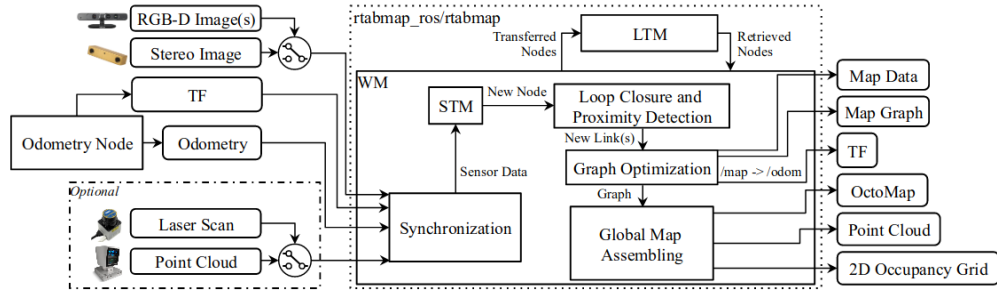 RGB-D Image(s)
Stereo Image
TF
Odometry Node
Odometry
Optional
Laser Scan
Point Cloud
rtabmap_ros/rtabmap
Transferred
Nodes
LTM
Retrieved
Nodes
WM
STM
New Node
Loop Closure and
Proximity Detection
New Link(s)
Sensor Data
Graph Optimization
/map -> /odom
Graph
Synchronization
Global Map
Assembling
Map Data
Map Graph
TF
OctoMap
Point Cloud
2D Occupancy Grid